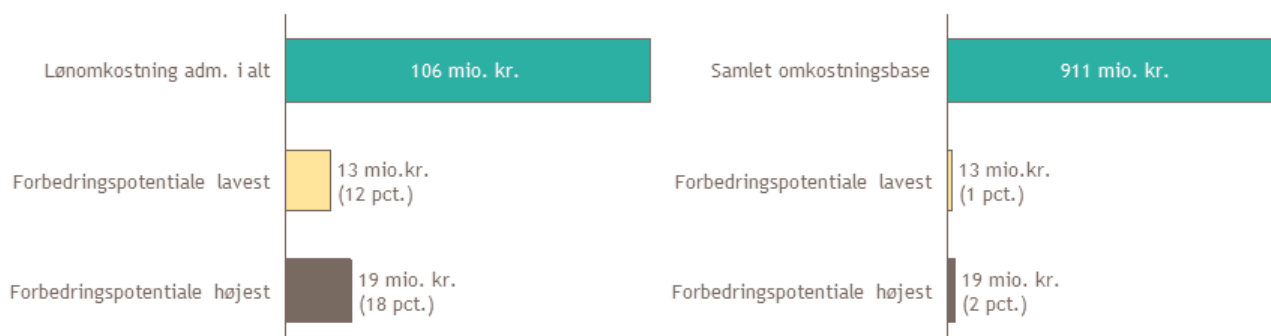 Lønomkostning adm. i alt
106 mio. kr.
Forbedringspotentiale lavest
13 mio.kr.
(12 pct.)
Forbedringspotentiale højest
19 mio. kr.
(18 pct.)
Samlet omkostningsbase
911 mio. kr.
Forbedringspotentiale lavest
13 mio.kr.
(1 pct.)
Forbedringspotentiale højest
19 mio. kr.
(2 pct.)